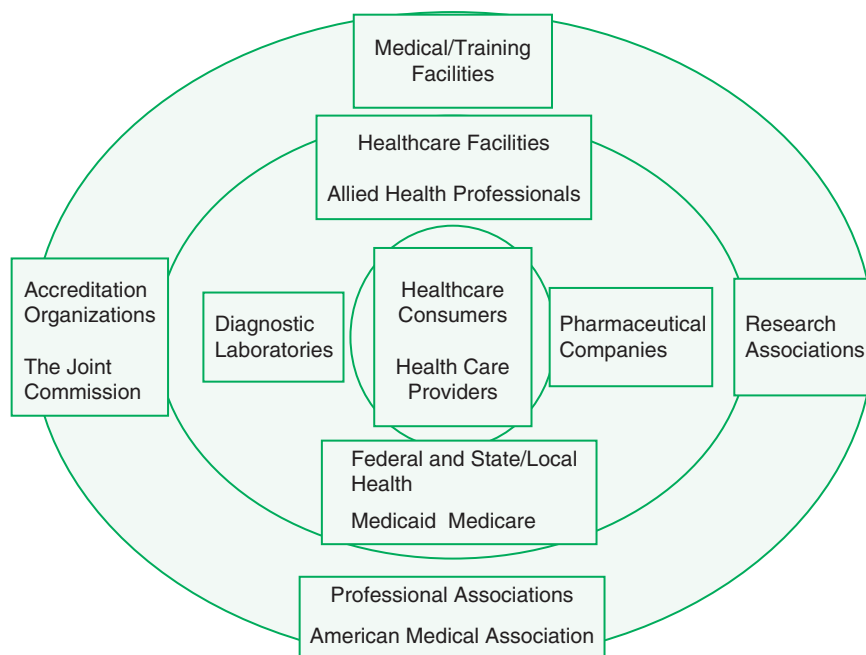 Medical/Training
Facilities
Healthcare Facilities
Allied Health Professionals
Accreditation
Organizations
The Joint
Commission
Diagnostic
Laboratories
Healthcare
Consumers
Health Care
Providers
Pharmaceutical
Companies
Research
Associations
Federal and State/Local
Health
Medicaid Medicare
Professional Associations
American Medical Association